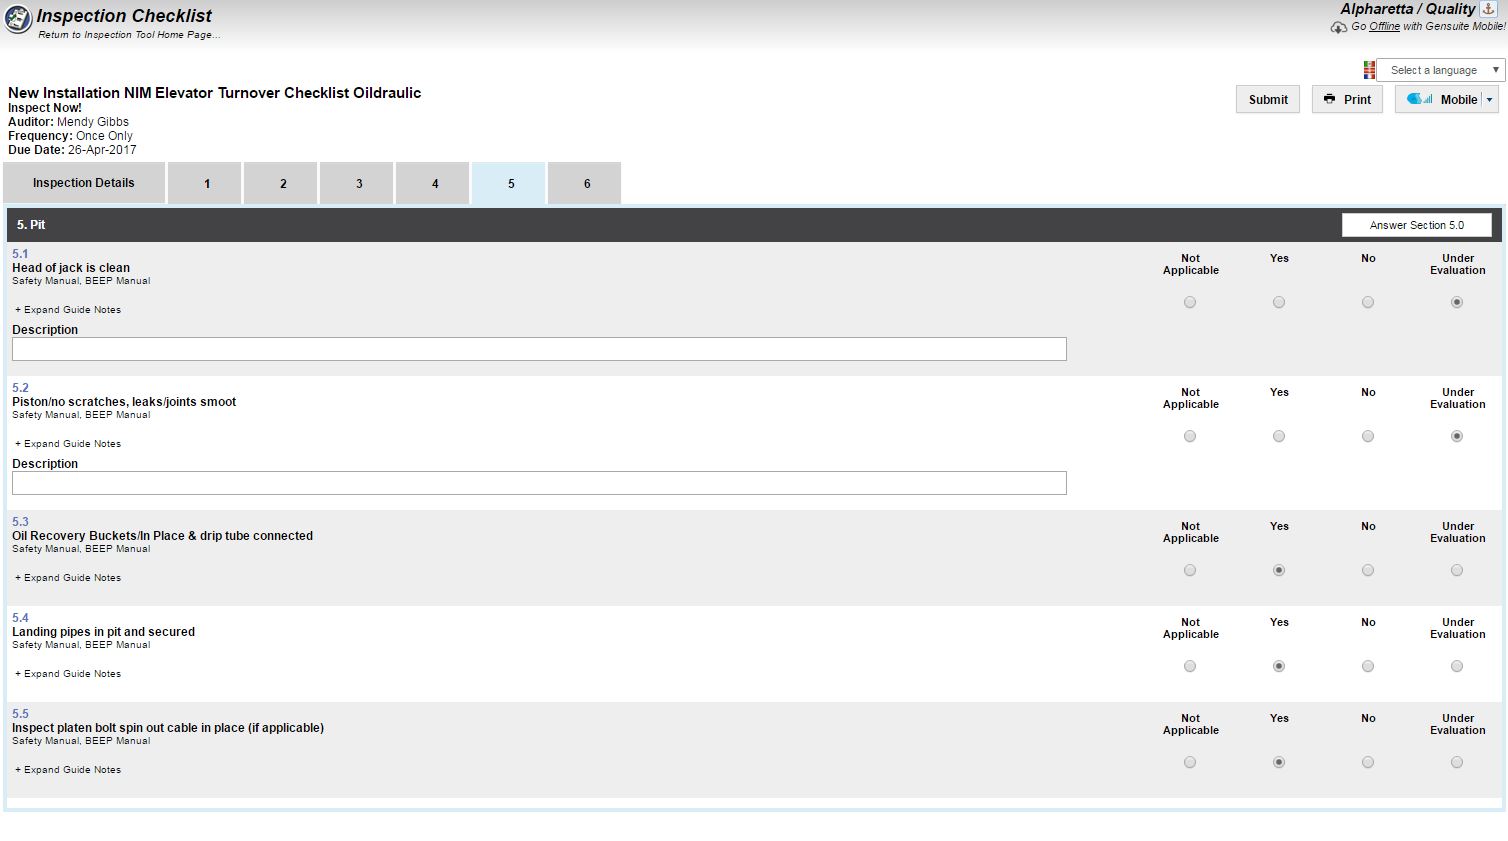 Inspection Checklist
Return to Inspection Tool Home Page...
Alpharetta / Quality
Go Offline with Gensuite Mobile!
Select a language
New Installation NIM Elevator Turnover Checklist Oildraulic
Inspect Now!
Auditor: Mendy Gibbs
Frequency: Once Only
Due Date: 26-Apr-2017
Submit
Print
Mobile
Inspection Details 1 2 3 4 5 6
5. Pit
Answer Section 5.0
5.1
Head of jack is clean
Safety Manual, BEEP Manual
+ Expand Guide Notes
Description
Not Applicable Yes No Under Evaluation
5.2
Piston/no scratches, leaks/joints smoot
Safety Manual, BEEP Manual
+ Expand Guide Notes
Description
Not Applicable Yes No Under Evaluation
5.3
Oil Recovery Buckets/In Place & drip tube connected
Safety Manual, BEEP Manual
+ Expand Guide Notes
Not Applicable Yes No Under Evaluation
5.4
Landing pipes in pit and secured
Safety Manual, BEEP Manual
+ Expand Guide Notes
Not Applicable Yes No Under Evaluation
5.5
Inspect platen bolt spin out cable in place (if applicable)
Safety Manual, BEEP Manual
+ Expand Guide Notes
Not Applicable Yes No Under Evaluation